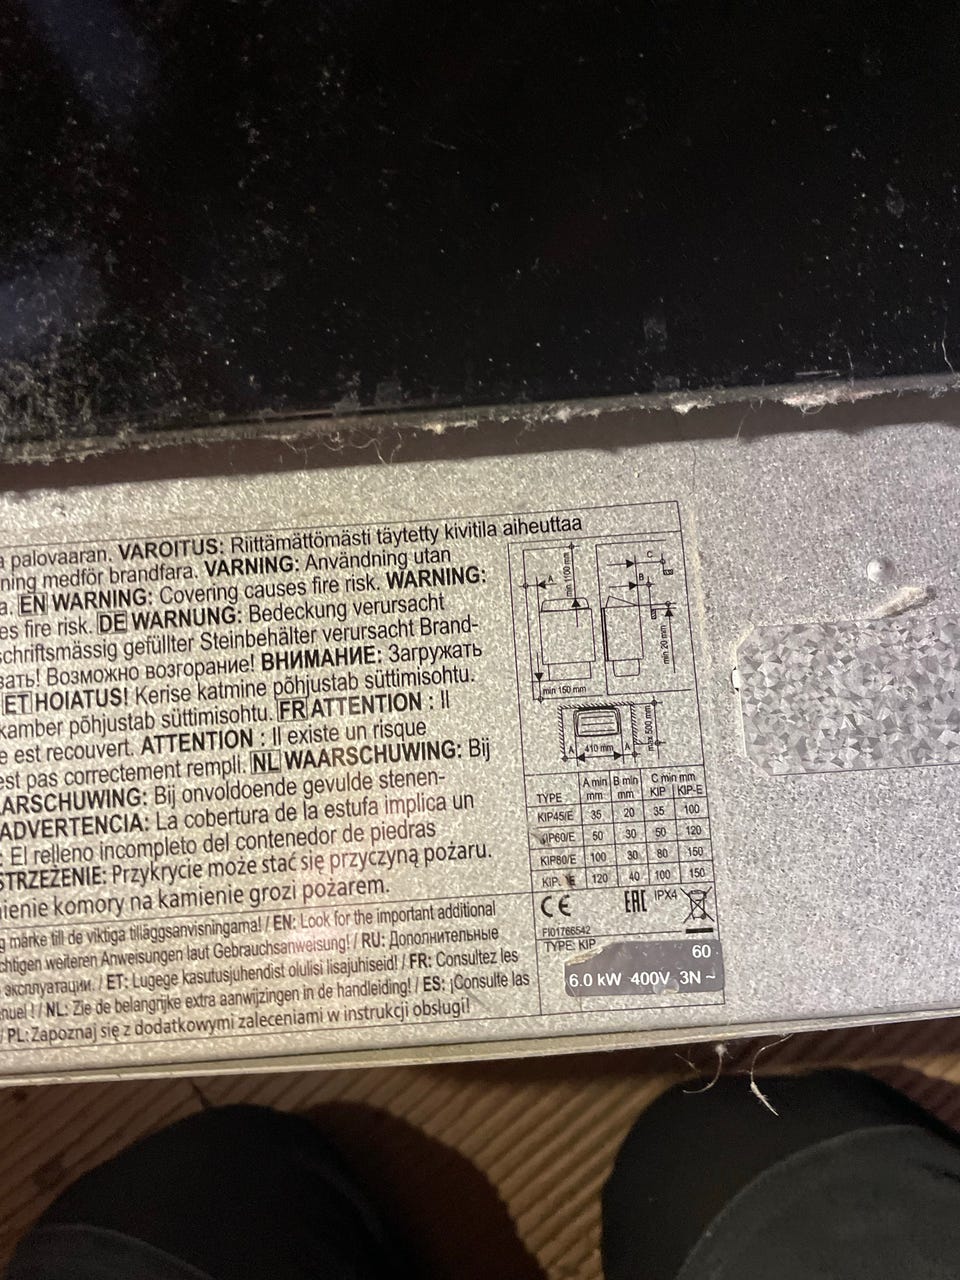 a palovaaran. VAROITUS: Riittämättömästi täytetty kivitila aiheuttaa
ning medför brandfara. VARNING: Användning utan
a. EN WARNING: Covering causes fire risk. WARNING:
es fire risk. DE WARNUNG: Bedeckung verursacht
schriftsmässig gefüllter Steinbehälter verursacht Brand-
вать! Возможно возгорание! ВНИМАНИЕ: Загружать
ET HOIATUS! Kerise katmine põhjustab süttimisohtu.
kamber põhjustab süttimisohtu. FR ATTENTION : Il
e est recouvert. ATTENTION : Il existe un risque
est pas correctement rempli. NL WAARSCHUWING: Bij
ARSCHUWING: Bij onvoldoende gevulde stenen-
ADVERTENCIA: La cobertura de la estufa implica un
: El relleno incompleto del contenedor de piedras
STRZEŻENIE: Przykrycie może stać się przyczyną pożaru.
nienie komory na kamienie grozi pożarem.
g märke till de viktiga tilläggsanvisningarna! / EN: Look for the important additional
chtigen weiteren Anweisungen laut Gebrauchsanweisung! / RU: Дополнительные
эксплуатации. / ET: Lugege kasutusjuhendist olulisi lisajuhiseid! / FR: Consultez les
nuel ! / NL: Zie de belangrijke extra aanwijzingen in de handleiding! / ES: ¡Consulte las
/ PL: Zapoznaj się z dodatkowymi zaleceniami w instrukcji obsługi!
A min 1100 mm
C
B
min 20 mm
min 150 mm
A 410 mm A
max.500 mm
A min B min C min mm
TYPE mm mm KIP KIP-E
KIP45/E 35 20 35 100
KIP60/E 50 30 50 120
KIP80/E 100 30 80 150
KIP E 120 40 100 150
CE EAC IPX4
FI01766542
TYPE: KIP 60
6.0 kW 400V 3N ~